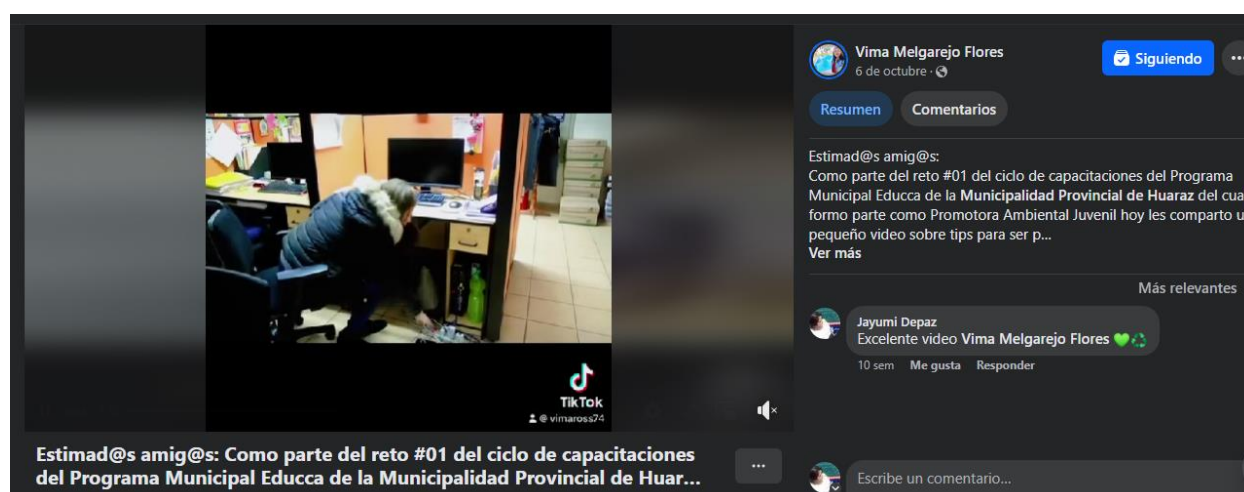 Vima Melgarejo Flores
6 de octubre
Siguiendo
Resumen
Comentarios
Estimad@s amig@s:
Como parte del reto #01 del ciclo de capacitaciones del Programa
Municipal Educca de la Municipalidad Provincial de Huaraz del cua
formo parte como Promotora Ambiental Juvenil hoy les comparto u
pequeño video sobre tips para ser p...
Ver más
Más relevantes
Jayumi Depaz
Excelente video Vima Melgarejo Flores
10 sem Me gusta Responder
Escribe un comentario...
TikTok
@ vimaross74
Estimad@s amig@s: Como parte del reto #01 del ciclo de capacitaciones
del Programa Municipal Educca de la Municipalidad Provincial de Huar...